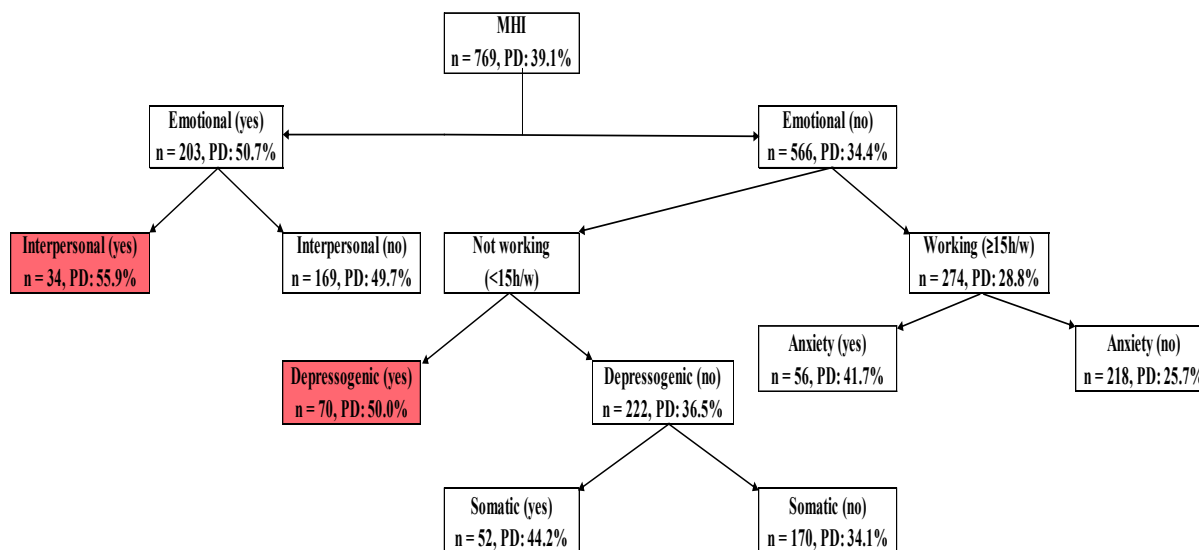 MHI
n = 769, PD: 39.1%
Emotional (yes)
n = 203, PD: 50.7%
Emotional (no)
n = 566, PD: 34.4%
Interpersonal (yes)
n = 34, PD: 55.9%
Interpersonal (no)
n = 169, PD: 49.7%
Not working
(<15h/w)
Working (≥15h/w)
n = 274, PD: 28.8%
Anxiety (yes)
n = 56, PD: 41.7%
Anxiety (no)
n = 218, PD: 25.7%
Depressogenic (yes)
n = 70, PD: 50.0%
Depressogenic (no)
n = 222, PD: 36.5%
Somatic (yes)
n = 52, PD: 44.2%
Somatic (no)
n = 170, PD: 34.1%